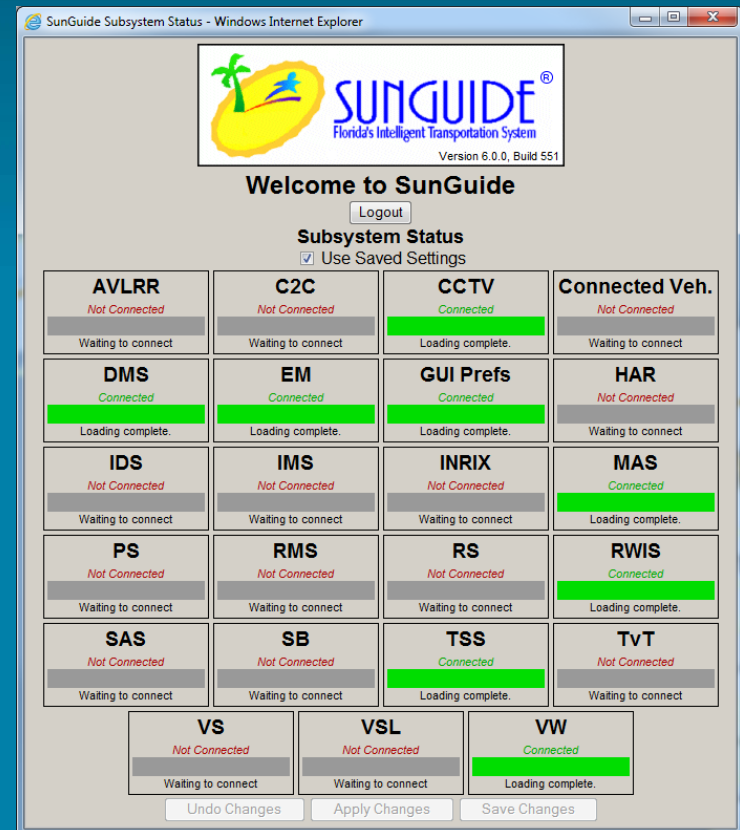 SunGuide Subsystem Status - Windows Internet Explorer
SUNGUIDE®
Florida's Intelligent Transportation System
Version 6.0.0, Build 551
Welcome to SunGuide
Logout
Subsystem Status
Use Saved Settings
AVLRR C2C CCTV Connected Veh.
Not Connected Not Connected Connected Not Connected
Waiting to connect Waiting to connect Loading complete. Waiting to connect
DMS EM GUI Prefs HAR
Connected Connected Connected Not Connected
Loading complete. Loading complete. Loading complete. Waiting to connect
IDS IMS INRIX MAS
Not Connected Not Connected Not Connected Connected
Waiting to connect Waiting to connect Waiting to connect Loading complete.
PS RMS RS RWIS
Not Connected Not Connected Not Connected Connected
Waiting to connect Waiting to connect Waiting to connect Loading complete.
SAS SB TSS TvT
Not Connected Not Connected Connected Not Connected
Waiting to connect Waiting to connect Loading complete. Waiting to connect
VS VSL VW
Not Connected Not Connected Connected
Waiting to connect Waiting to connect Loading complete.
Undo Changes Apply Changes Save Changes